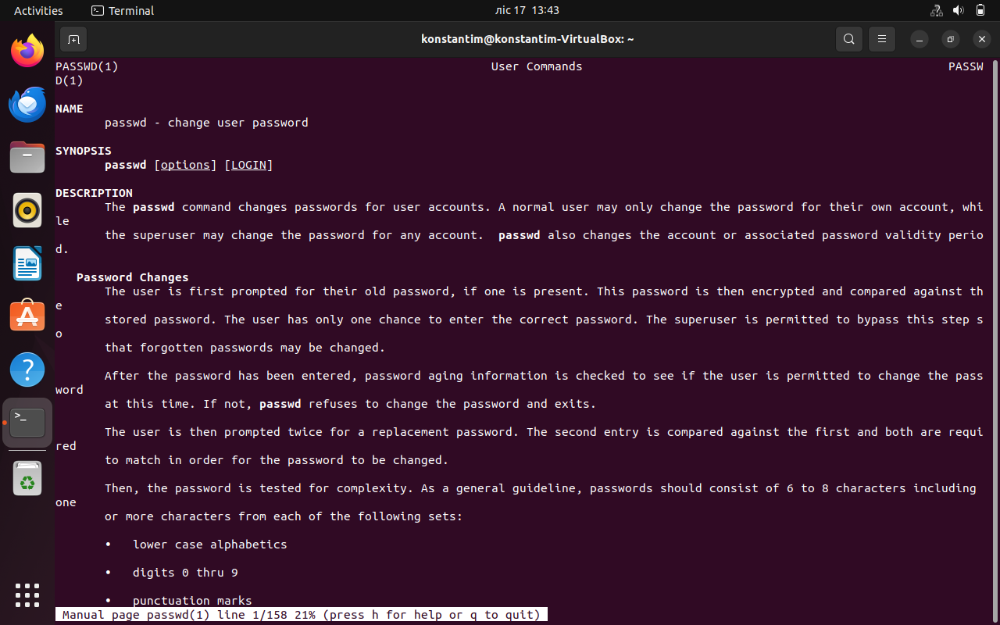 Activities
Terminal
ліс 17 13:43
konstantim@konstantim-VirtualBox: ~
PASSWD(1) User Commands PASSW
D(1)
NAME
passwd - change user password
SYNOPSIS
passwd [options] [LOGIN]
DESCRIPTION
The passwd command changes passwords for user accounts. A normal user may only change the password for their own account, whi
le
the superuser may change the password for any account.  passwd also changes the account or associated password validity perio
d.
Password Changes
The user is first prompted for their old password, if one is present. This password is then encrypted and compared against th
e
stored password. The user has only one chance to enter the correct password. The superuser is permitted to bypass this step s
o
that forgotten passwords may be changed.
After the password has been entered, password aging information is checked to see if the user is permitted to change the pass
word
at this time. If not, passwd refuses to change the password and exits.
The user is then prompted twice for a replacement password. The second entry is compared against the first and both are requi
red
to match in order for the password to be changed.
Then, the password is tested for complexity. As a general guideline, passwords should consist of 6 to 8 characters including
one
or more characters from each of the following sets:
• lower case alphabetics
• digits 0 thru 9
• punctuation marks
Manual page passwd(1) line 1/158 21% (press h for help or q to quit)